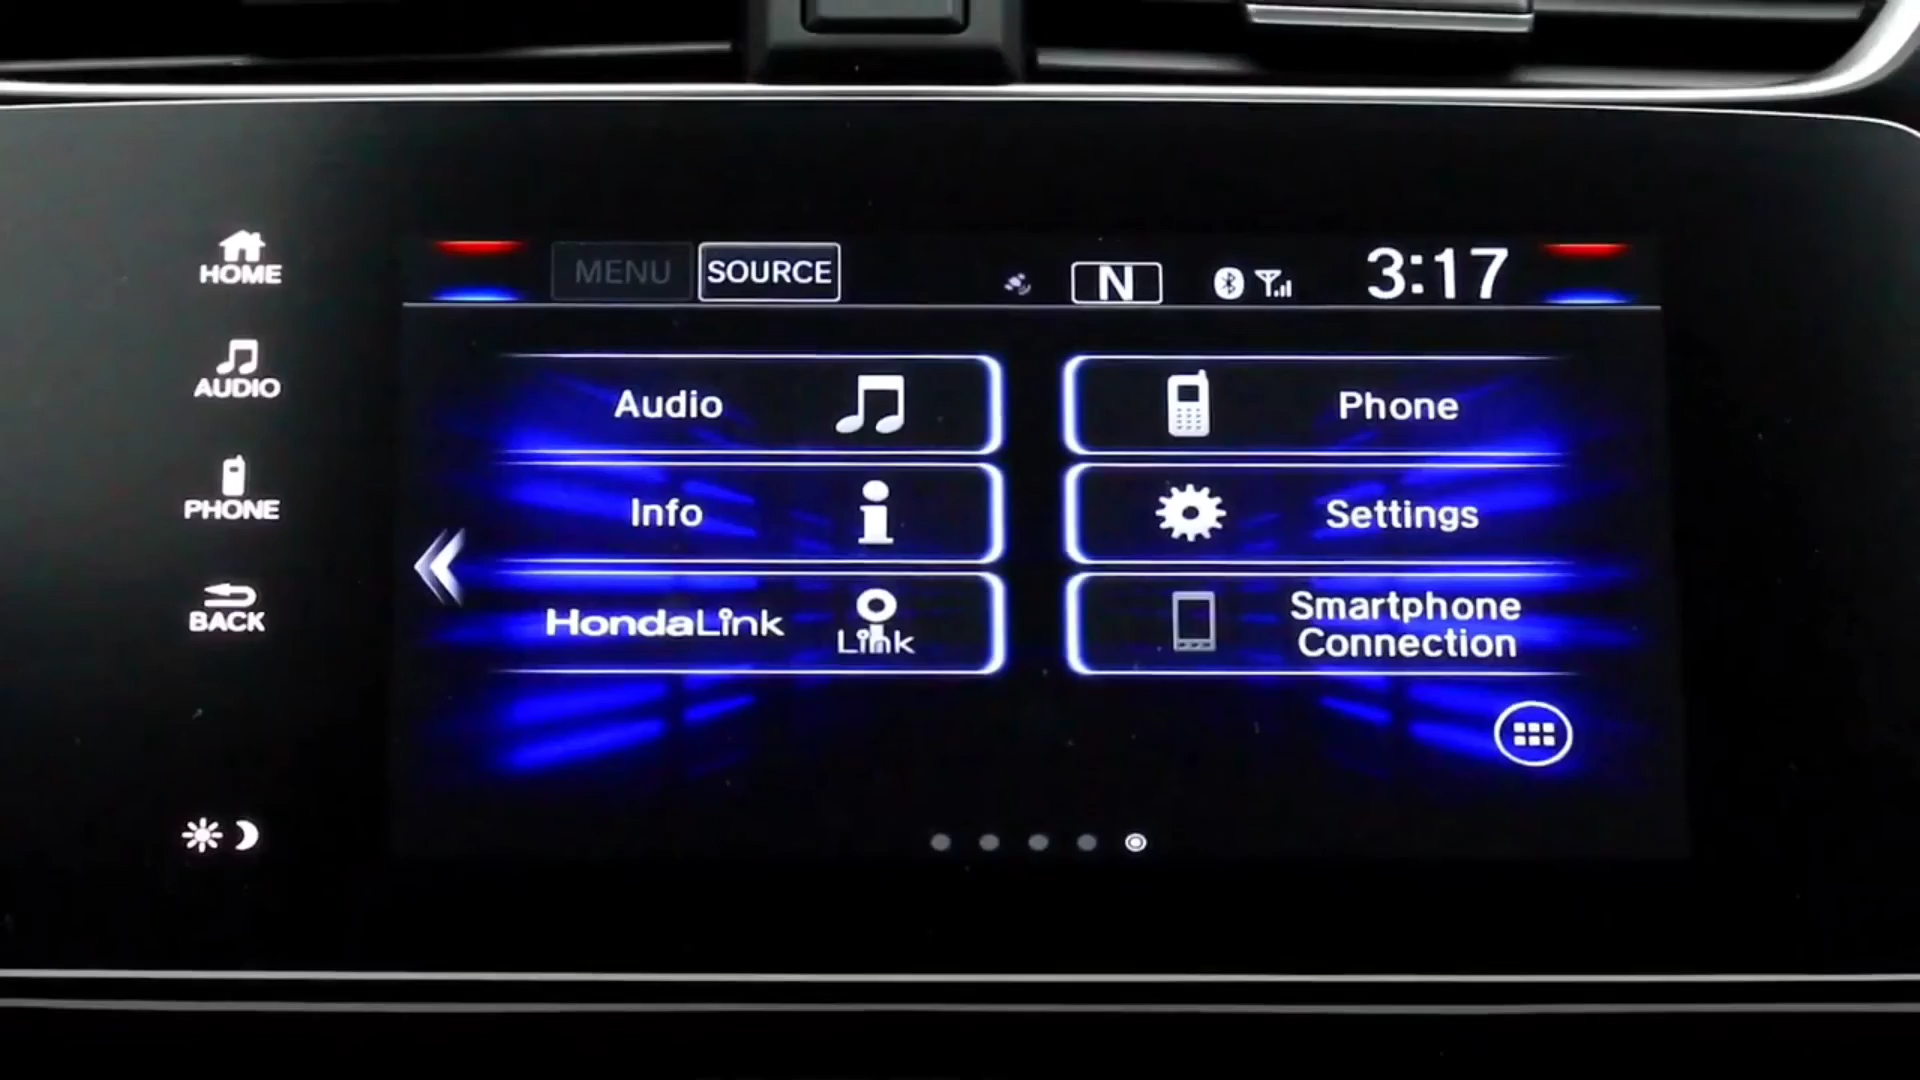 MENU
SOURCE
N
3:17
HOME
AUDIO
PHONE
BACK
Audio
Phone
Info
Settings
HondaLink
Link
Smartphone
Connection